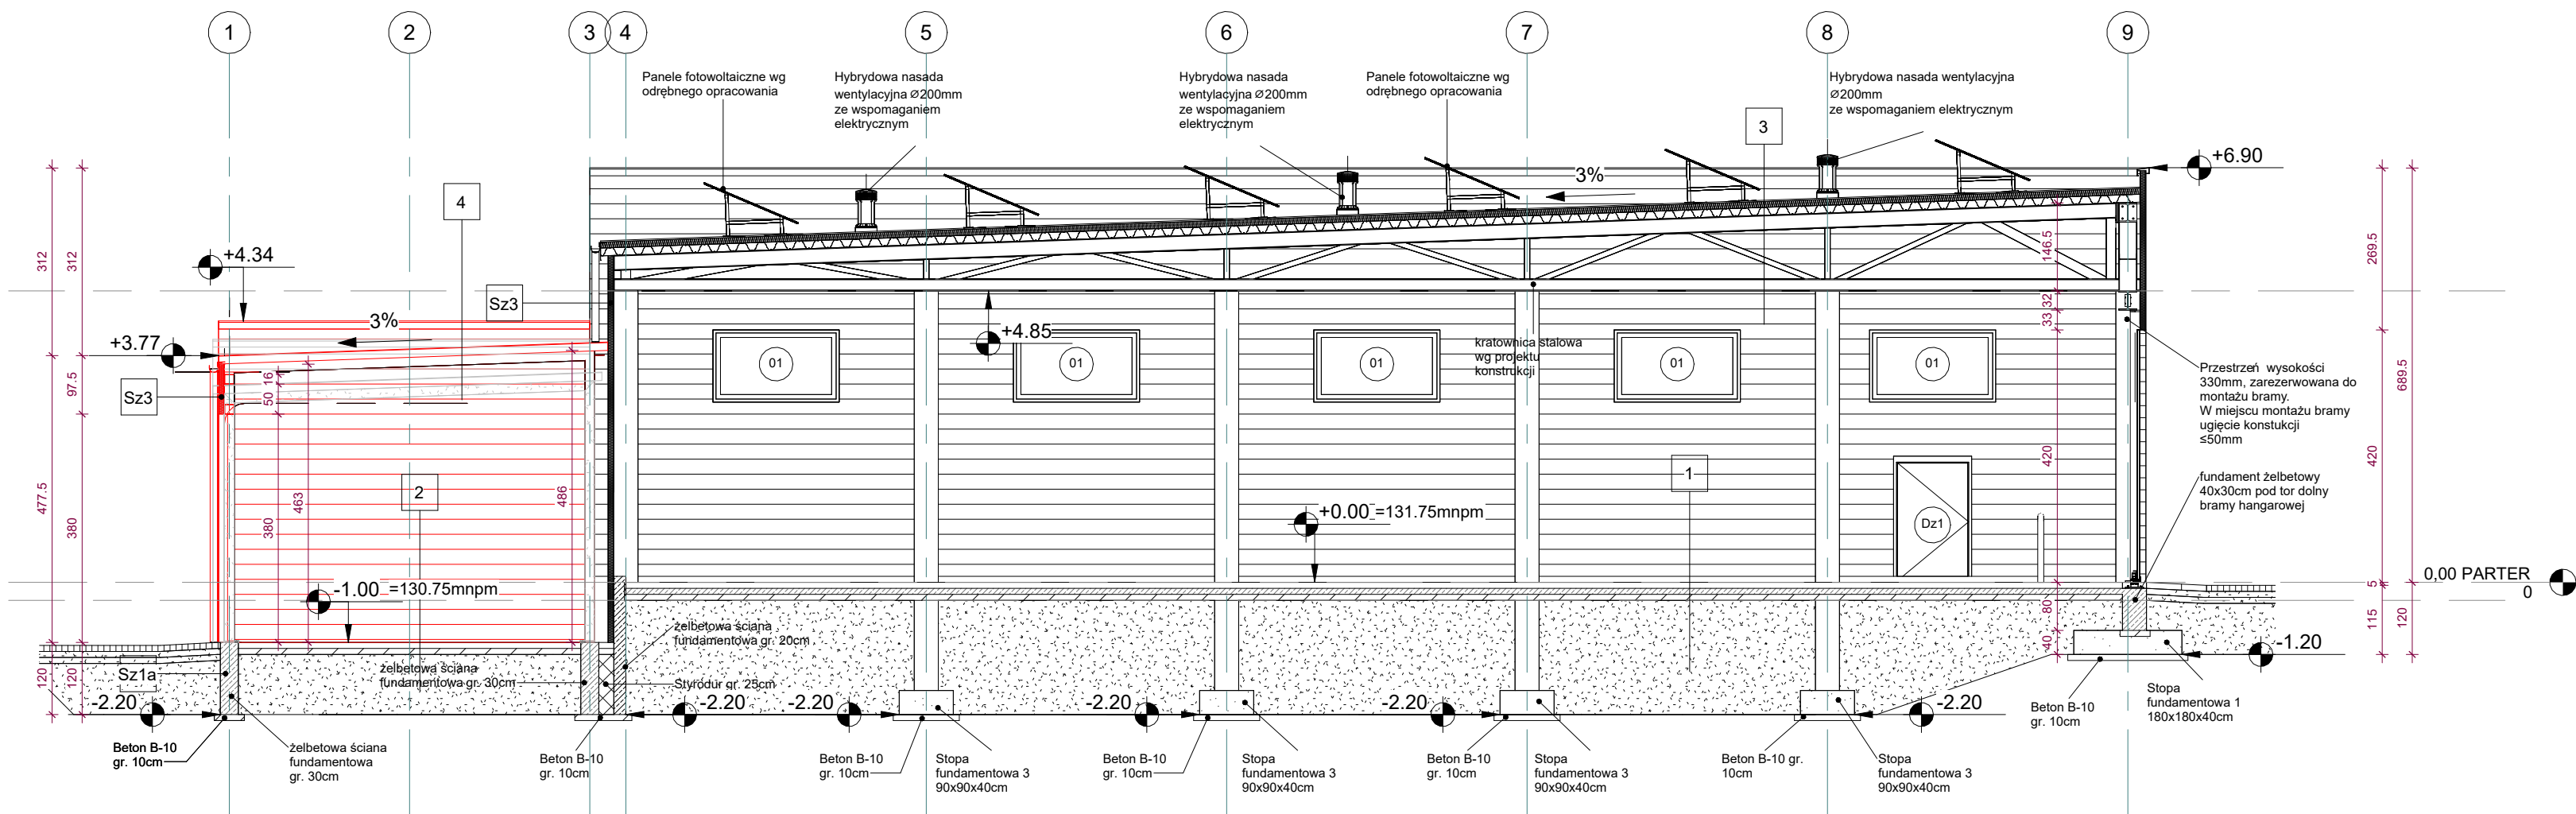 1
2
3
4
5
6
7
8
9
Panele fotowoltaiczne wg
odrębnego opracowania
Hybrydowa nasada
wentylacyjna Ø200mm
ze wspomaganiem
elektrycznym
Hybrydowa nasada
wentylacyjna Ø200mm
ze wspomaganiem
elektrycznym
Panele fotowoltaiczne wg
odrębnego opracowania
Hybrydowa nasada wentylacyjna
Ø200mm
ze wspomaganiem elektrycznym
3
+6.90
3%
4
312
312
+4.34
Sz3
3%
+3.77
Sz3
+4.85
146.5
32
33
269.5
689.5
01
01
01
01
01
kratownica stalowa
wg projektu
konstrukcji
Przestrzeń wysokości
330mm, zarezerwowana do
montażu bramy.
W miejscu montażu bramy
ugięcie konstukcji
≤50mm
97.5
16
50
477.5
380
380
463
486
2
1
420
420
+0.00 =131.75mnpm
Dz1
fundament żelbetowy
40x30cm pod tor dolny
bramy hangarowej
-1.00 =130.75mnpm
0,00 PARTER
0
5
115
120
80
40
żelbetowa ściana
fundamentowa gr. 20cm
żelbetowa ściana
fundamentowa gr. 30cm
Styrodur gr. 25cm
Sz1a
120
120
-1.20
-2.20
-2.20
-2.20
-2.20
-2.20
-2.20
Beton B-10
gr. 10cm
żelbetowa ściana
fundamentowa
gr. 30cm
Beton B-10
gr. 10cm
Beton B-10
gr. 10cm
Stopa
fundamentowa 3
90x90x40cm
Beton B-10
gr. 10cm
Stopa
fundamentowa 3
90x90x40cm
Beton B-10
gr. 10cm
Stopa
fundamentowa 3
90x90x40cm
Beton B-10 gr.
10cm
Stopa
fundamentowa 3
90x90x40cm
Beton B-10
gr. 10cm
Stopa
fundamentowa 1
180x180x40cm